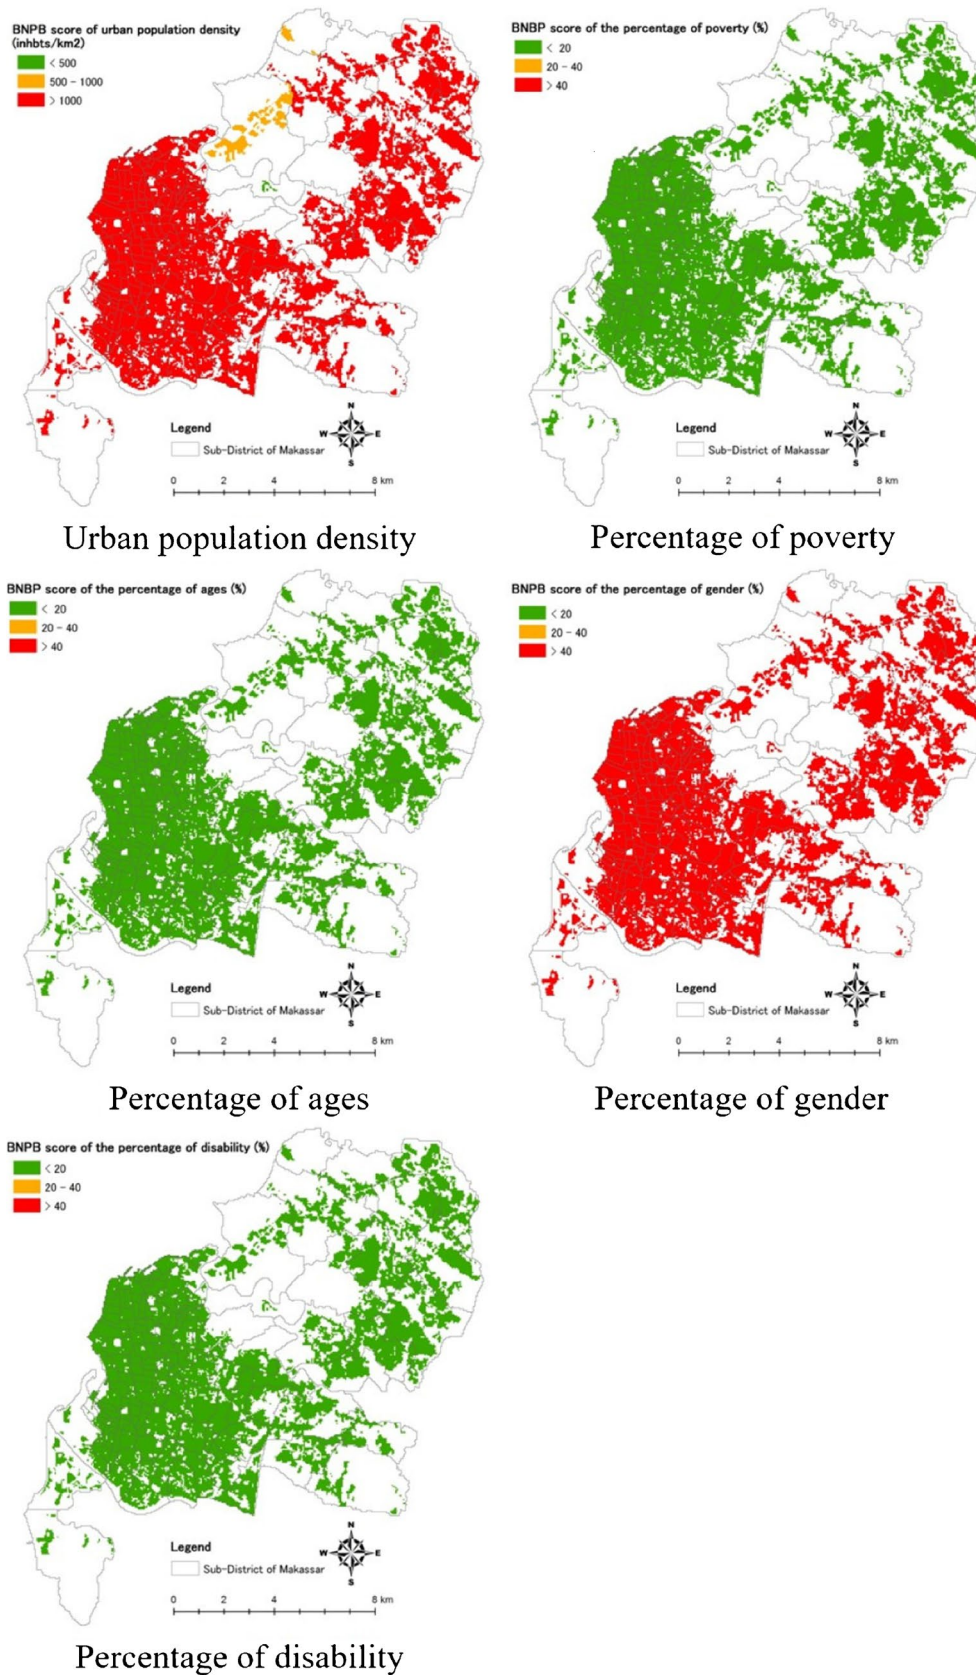 BNPB score of urban population density
(inhbts/km2)
< 500
500 - 1000
> 1000
N
W E
S
Legend
Sub-District of Makassar
0 2 4 8 km
Urban population density
BNBP score of the percentage of poverty (%)
< 20
20 - 40
> 40
N
W E
S
Legend
Sub-District of Makassar
0 2 4 8 km
Percentage of poverty
BNBP score of the percentage of ages (%)
< 20
20 - 40
> 40
N
W E
S
Legend
Sub-District of Makassar
0 2 4 8 km
Percentage of ages
BNPB score of the percentage of gender (%)
< 20
20 - 40
> 40
N
W E
S
Legend
Sub-District of Makassar
0 2 4 8 km
Percentage of gender
BNPB score of the percentage of disability (%)
< 20
20 - 40
> 40
N
W E
S
Legend
Sub-District of Makassar
0 2 4 8 km
Percentage of disability